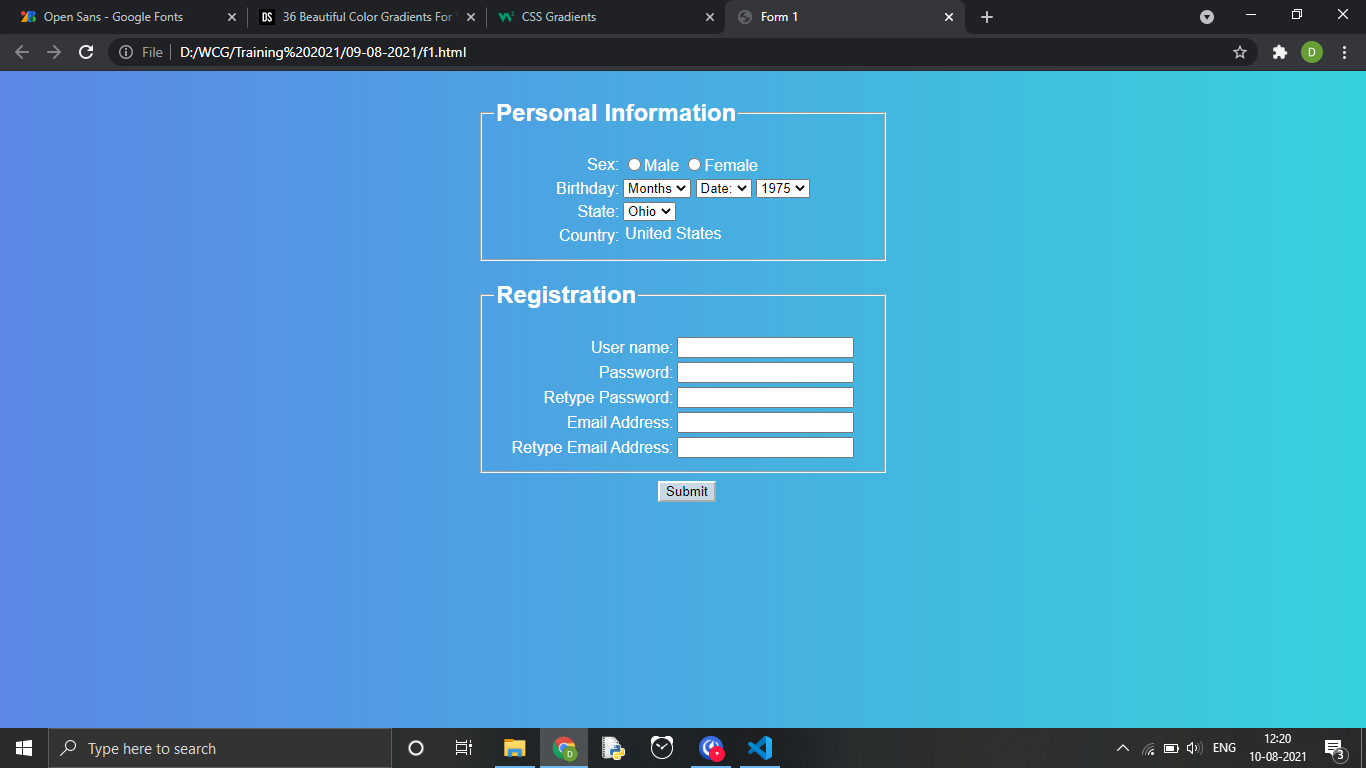 Open Sans - Google Fonts
36 Beautiful Color Gradients For
CSS Gradients
Form 1
File
D:/WCG/Training%202021/09-08-2021/f1.html
D
Personal Information
Sex: Male Female
Birthday: Months Date: 1975
State: Ohio
Country: United States
Registration
User name:
Password:
Retype Password:
Email Address:
Retype Email Address:
Submit
Type here to search
D
ENG
12:20
10-08-2021
3